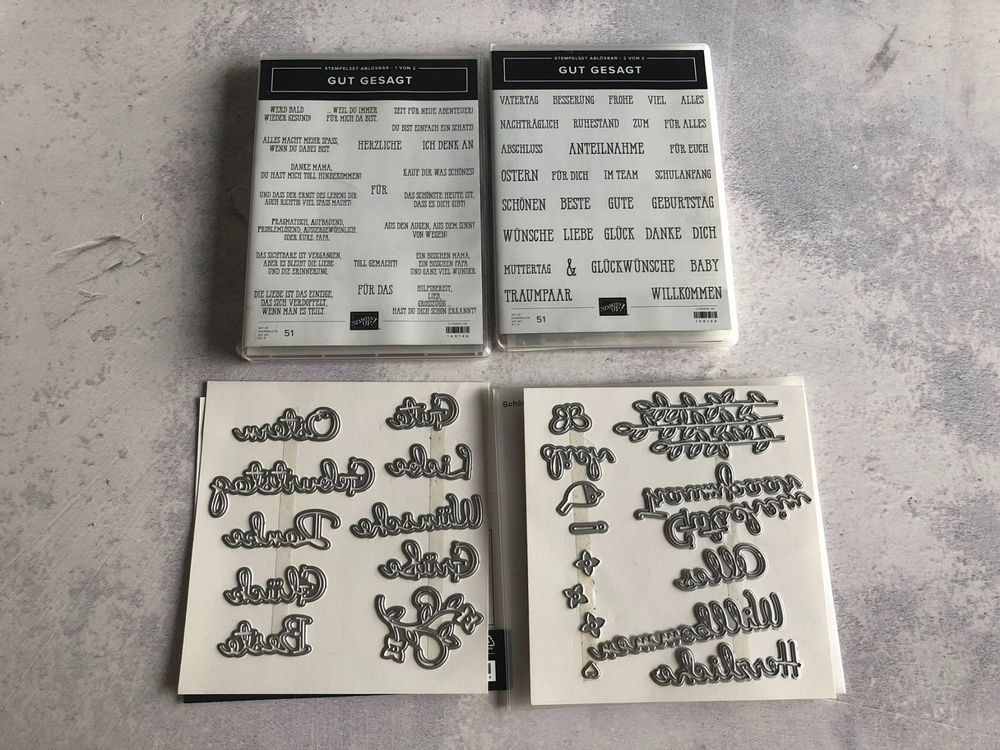 STEMPELSET ABLÖSBAR · 1 VON 2
GUT GESAGT
WERD BALD
WIEDER GESUND!
... WEIL DU IMMER
FÜR MICH DA BIST.
ZEIT FÜR NEUE ABENTEUER!
DU BIST EINFACH EIN SCHATZ!
ALLES MACHT MEHR SPASS,
WENN DU DABEI BIST.
HERZLICHE
ICH DENK AN
DANKE MAMA,
DU HAST MICH TOLL HINBEKOMMEN!
KAUF DIR WAS SCHÖNES!
FÜR
UND DASS DER ERNST DES LEBENS DIR
AUCH RICHTIG VIEL SPASS MACHT!
DAS SCHÖNSTE HEUTE IST,
DASS ES DICH GIBT!
PRAGMATISCH, AUFBAUEND,
PROBLEMLÖSEND, AUSSERGEWÖHNLICH,
ODER KURZ: PAPA.
AUS DEN AUGEN, AUS DEM SINN?
VON WEGEN!
DAS SICHTBARE IST VERGANGEN,
ABER ES BLEIBT DIE LIEBE
UND DIE ERINNERUNG.
TOLL GEMACHT!
EIN BISSCHEN MAMA,
EIN BISSCHEN PAPA
UND GANZ VIEL WUNDER.
DIE LIEBE IST DAS EINZIGE,
DAS SICH VERDOPPELT,
WENN MAN ES TEILT.
FÜR DAS
HILFSBEREIT,
LIEB,
GROSSZÜGIG ...
HAST DU DICH SCHON ERKANNT?
51
STAMPIN' UP!
149146
STEMPELSET ABLÖSBAR · 2 VON 2
GUT GESAGT
VATERTAG BESSERUNG FROHE VIEL ALLES
NACHTRÄGLICH RUHESTAND ZUM FÜR ALLES
ABSCHLUSS ANTEILNAHME FÜR EUCH
OSTERN FÜR DICH IM TEAM SCHULANFANG
SCHÖNEN BESTE GUTE GEBURTSTAG
WÜNSCHE LIEBE GLÜCK DANKE DICH
MUTTERTAG & GLÜCKWÜNSCHE BABY
TRAUMPAAR WILLKOMMEN
51
STAMPIN' UP!
149146
Ostern
Gute
Geburtstag
Liebe
Danke
Wünsche
Glück
Grüße
Beste
Schö
Alles
Willkommen
Herzliche